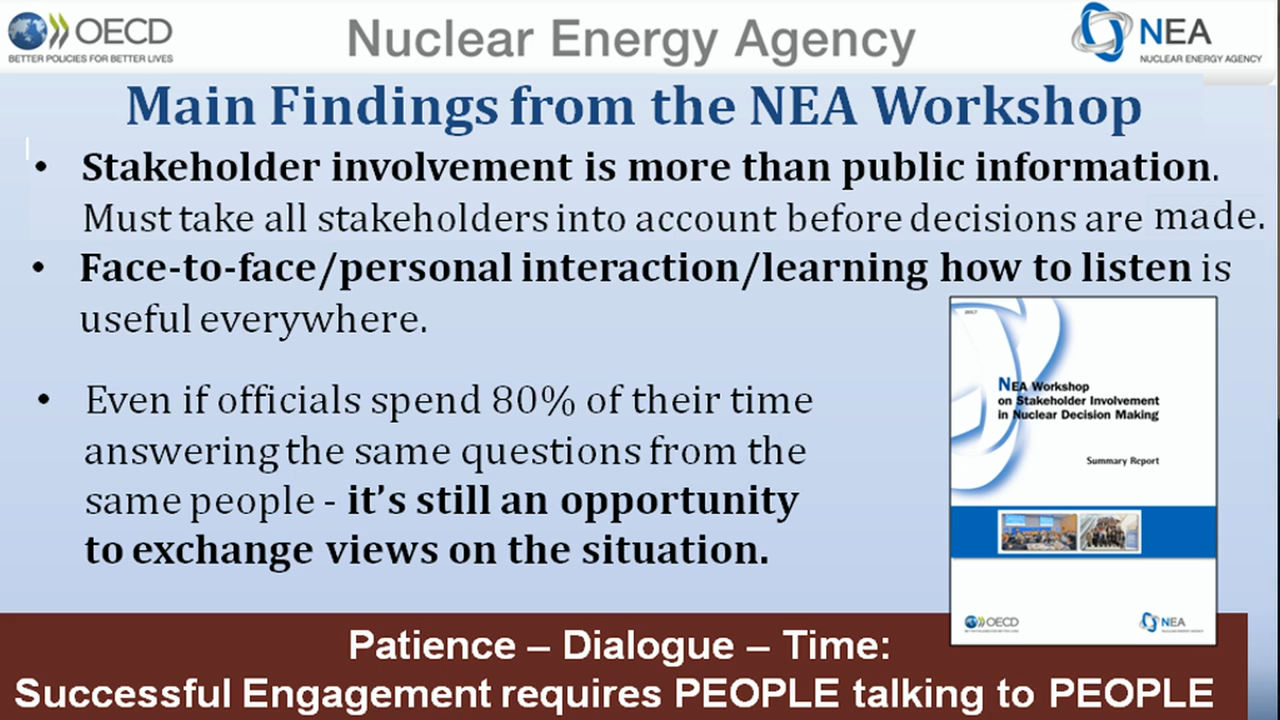 OECD
BETTER POLICIES FOR BETTER LIVES
Nuclear Energy Agency
NEA
NUCLEAR ENERGY AGENCY
Main Findings from the NEA Workshop
• Stakeholder involvement is more than public information.
Must take all stakeholders into account before decisions are made.
• Face-to-face/personal interaction/learning how to listen is
useful everywhere.
• Even if officials spend 80% of their time
answering the same questions from the
same people - it's still an opportunity
to exchange views on the situation.
2017
NEA Workshop
on Stakeholder Involvement
in Nuclear Decision Making
Summary Report
OECD
NEA
Patience – Dialogue – Time:
Successful Engagement requires PEOPLE talking to PEOPLE